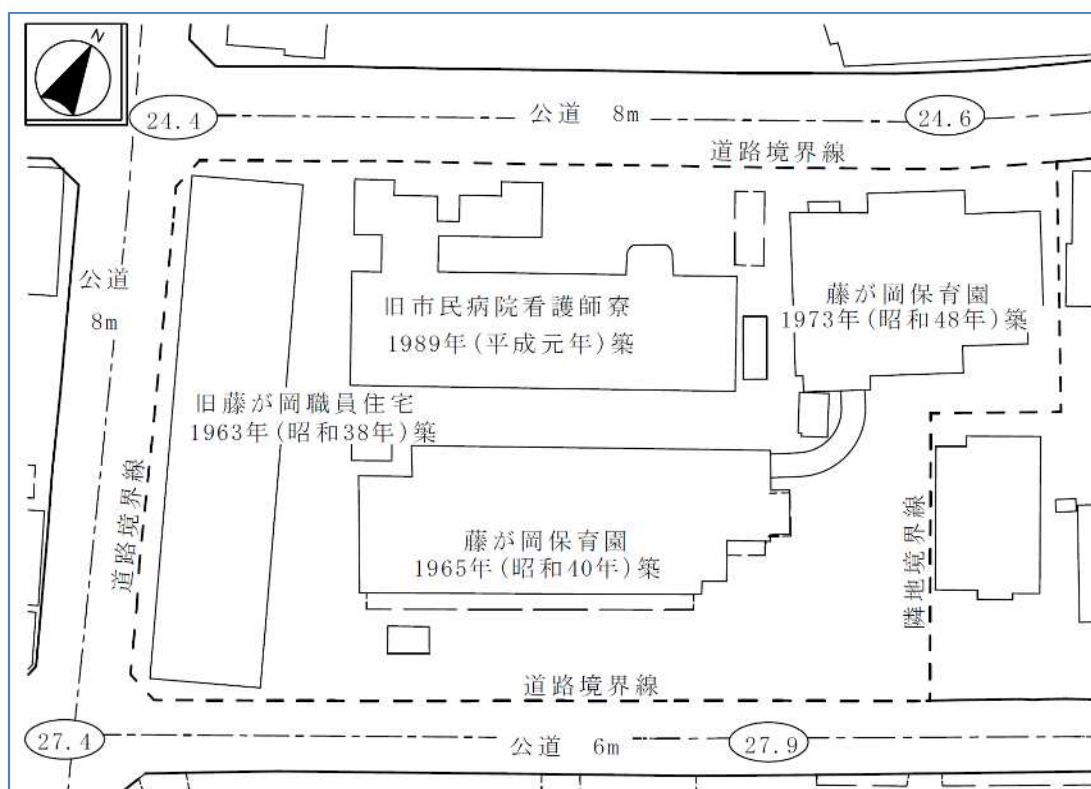 N
24.4
公道 8m
24.6
道路境界線
公道
8m
旧市民病院看護師寮
1989年(平成元年)築
藤が岡保育園
1973年(昭和48年)築
旧藤が岡職員住宅
1963年(昭和38年)築
道路境界線
藤が岡保育園
1965年(昭和40年)築
隣地境界線
道路境界線
27.4
公道 6m
27.9